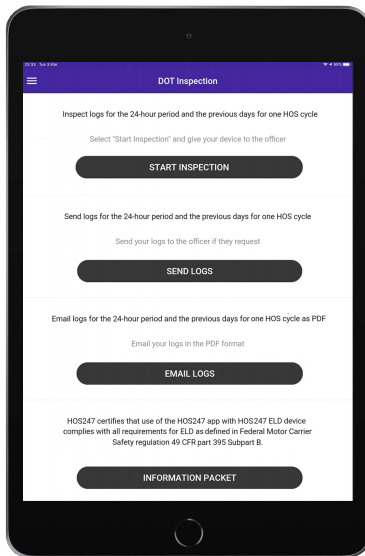 22:23 Tue 3 Mar
DOT Inspection
Inspect logs for the 24-hour period and the previous days for one HOS cycle
Select "Start Inspection" and give your device to the officer
START INSPECTION
Send logs for the 24-hour period and the previous days for one HOS cycle
Send your logs to the officer if they request
SEND LOGS
Email logs for the 24-hour period and the previous days for one HOS cycle as PDF
Email your logs in the PDF format
EMAIL LOGS
HOS247 certifies that use of the HOS247 app with HOS247 ELD device
complies with all requirements for ELD as defined in Federal Motor Carrier
Safety regulation 49 CFR part 395 Subpart B.
INFORMATION PACKET